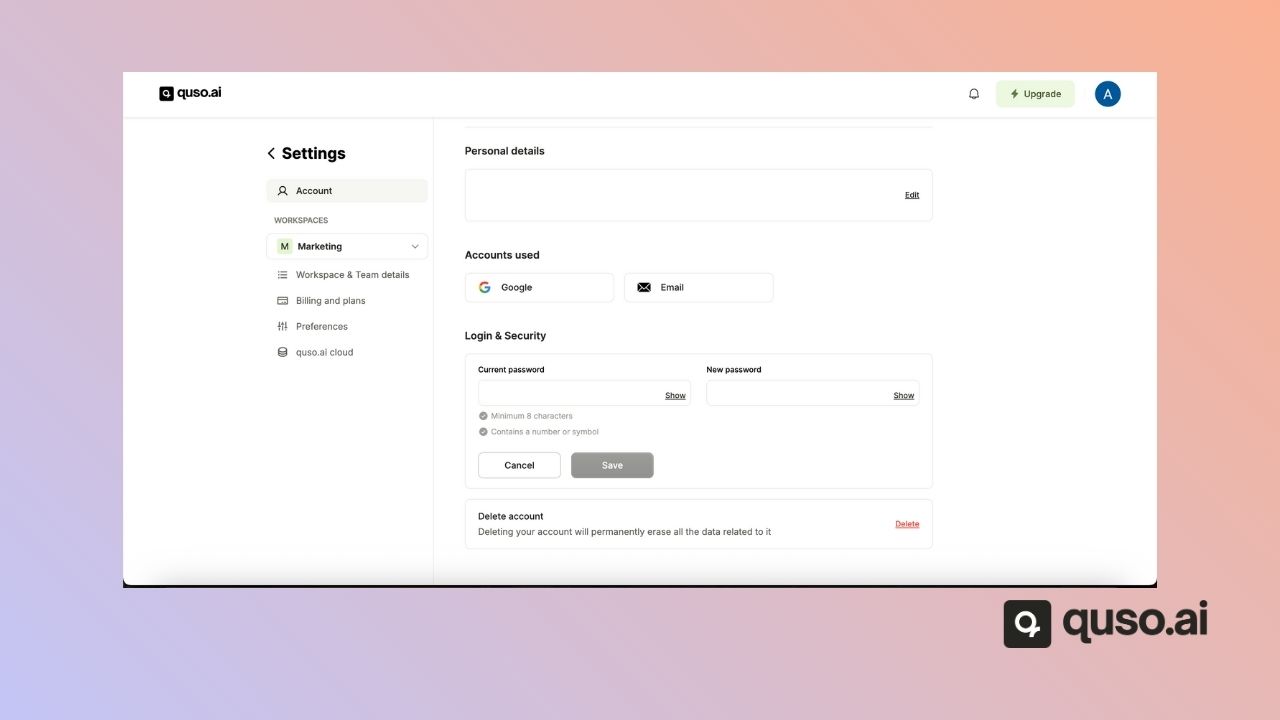 quso.ai
Upgrade
A
Settings
Account
WORKSPACES
M Marketing
Workspace & Team details
Billing and plans
Preferences
quso.ai cloud
Personal details
Edit
Accounts used
Google
Email
Login & Security
Current password
New password
Show
Show
Minimum 8 characters
Contains a number or symbol
Cancel
Save
Delete account
Deleting your account will permanently erase all the data related to it
Delete
quso.ai